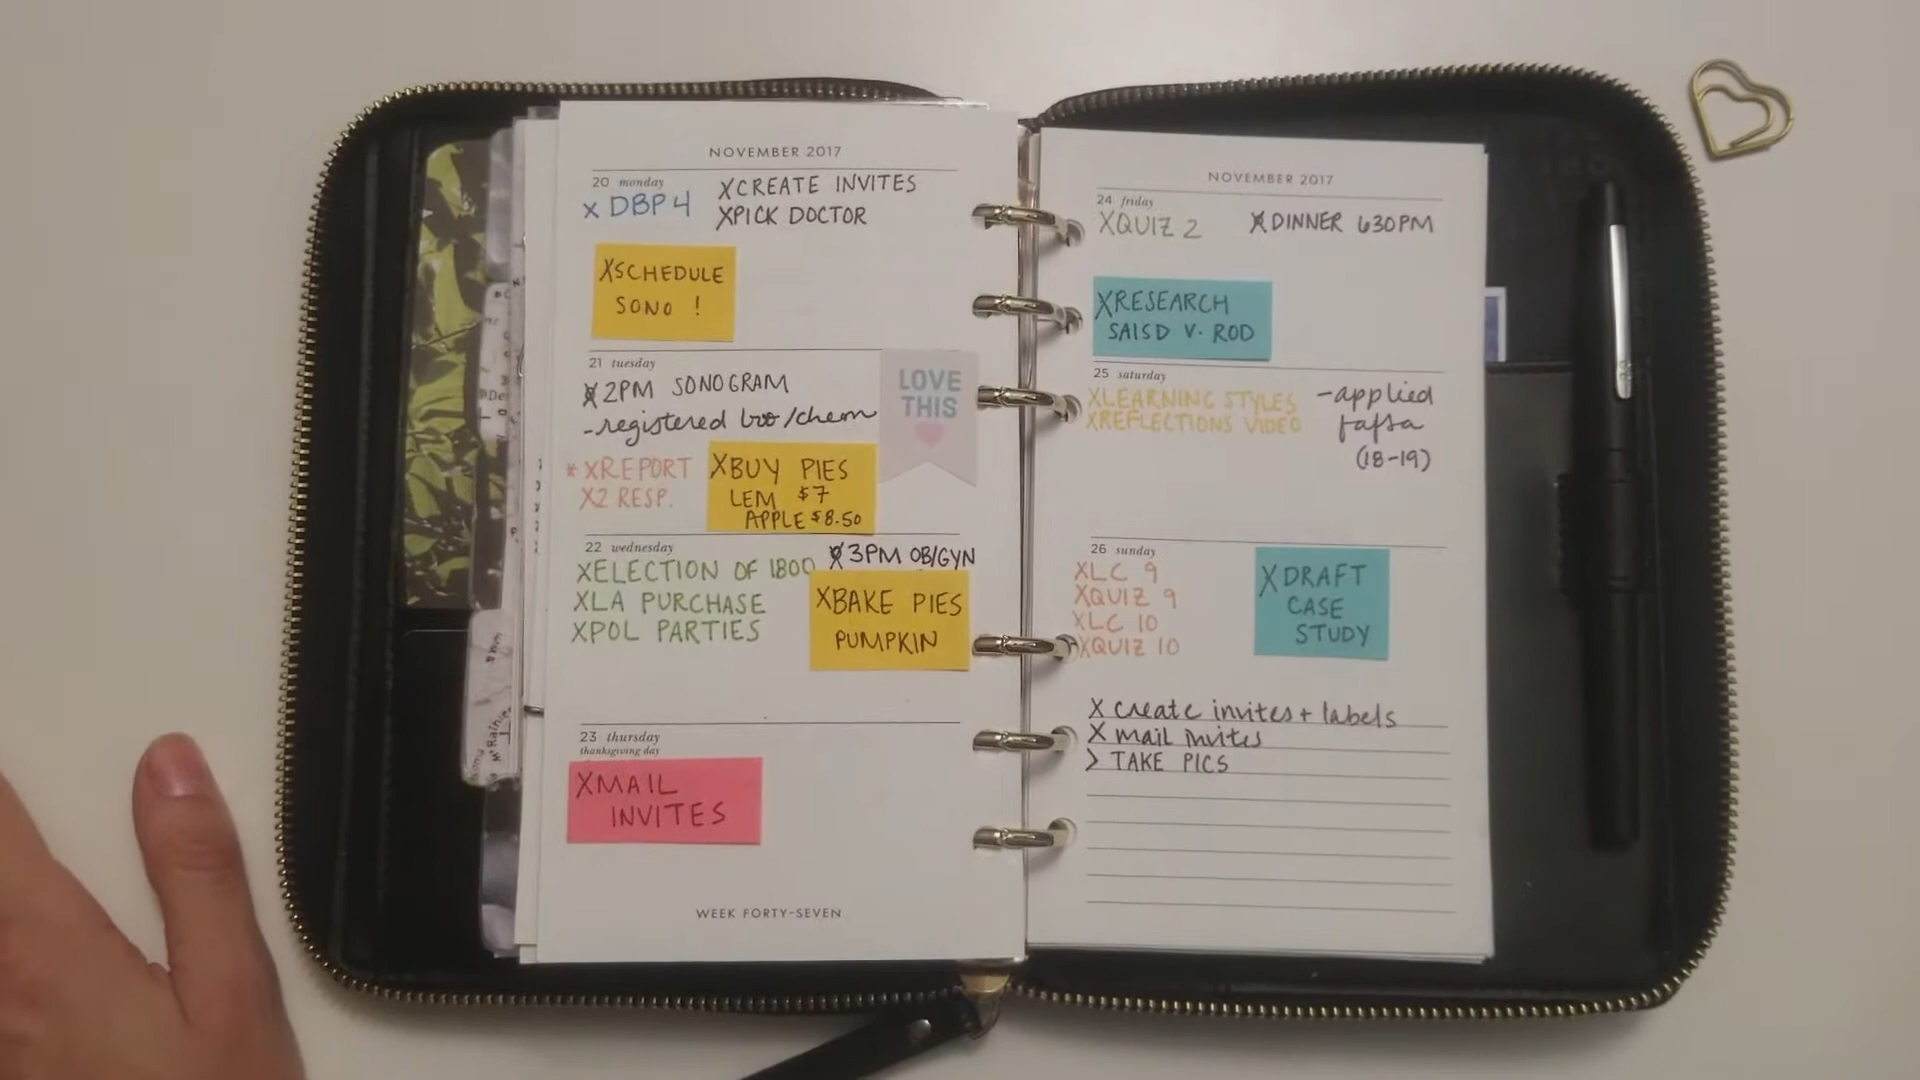 NOVEMBER 2017
20 monday
X DBP 4
XCREATE INVITES
XPICK DOCTOR
XSCHEDULE
SONO !
21 tuesday
X 2PM SONOGRAM
-registered bio/chem
LOVE
THIS
* XREPORT
X2 RESP.
XBUY PIES
LEM $7
APPLE $8.50
22 wednesday
X 3PM OB/GYN
XELECTION OF 1800
XLA PURCHASE
XPOL PARTIES
XBAKE PIES
PUMPKIN
23 thursday
thanksgiving day
XMAIL
INVITES
WEEK FORTY-SEVEN
NOVEMBER 2017
24 friday
XQUIZ 2
X DINNER 630PM
XRESEARCH
SAISD V. ROD
25 saturday
XLEARNING STYLES
XREFLECTIONS VIDEO
-applied
fafsa
(18-19)
26 sunday
XLC 9
XQUIZ 9
XLC 10
XQUIZ 10
XDRAFT
CASE
STUDY
X create invites + labels
X mail invites
> TAKE PICS